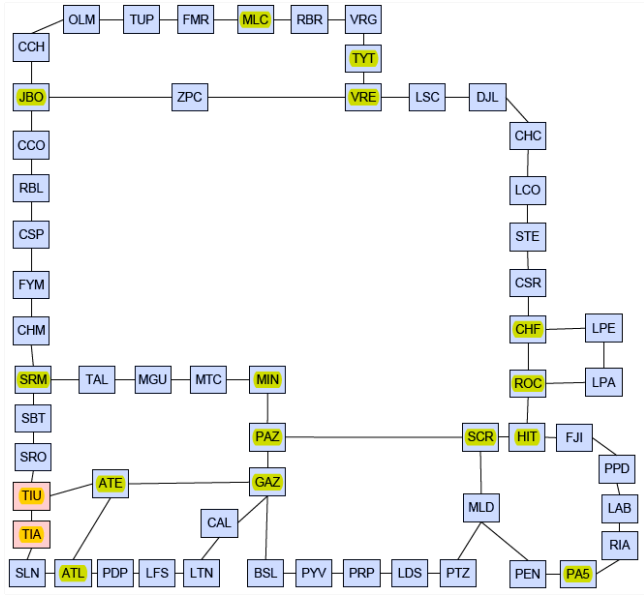 OLM TUP FMR MLC RBR VRG
CCH
TYT
JBO ZPC VRE LSC DJL
CHC
CCO
RBL LCO
CSP STE
FYM CSR
CHM CHF LPE
SRM TAL MGU MTC MIN ROC LPA
SBT
PAZ SCR HIT FJI
SRO
PPD
TIU ATE GAZ
MLD LAB
CAL
TIA
RIA
SLN ATL PDP LFS LTN BSL PYV PRP LDS PTZ PEN PA5